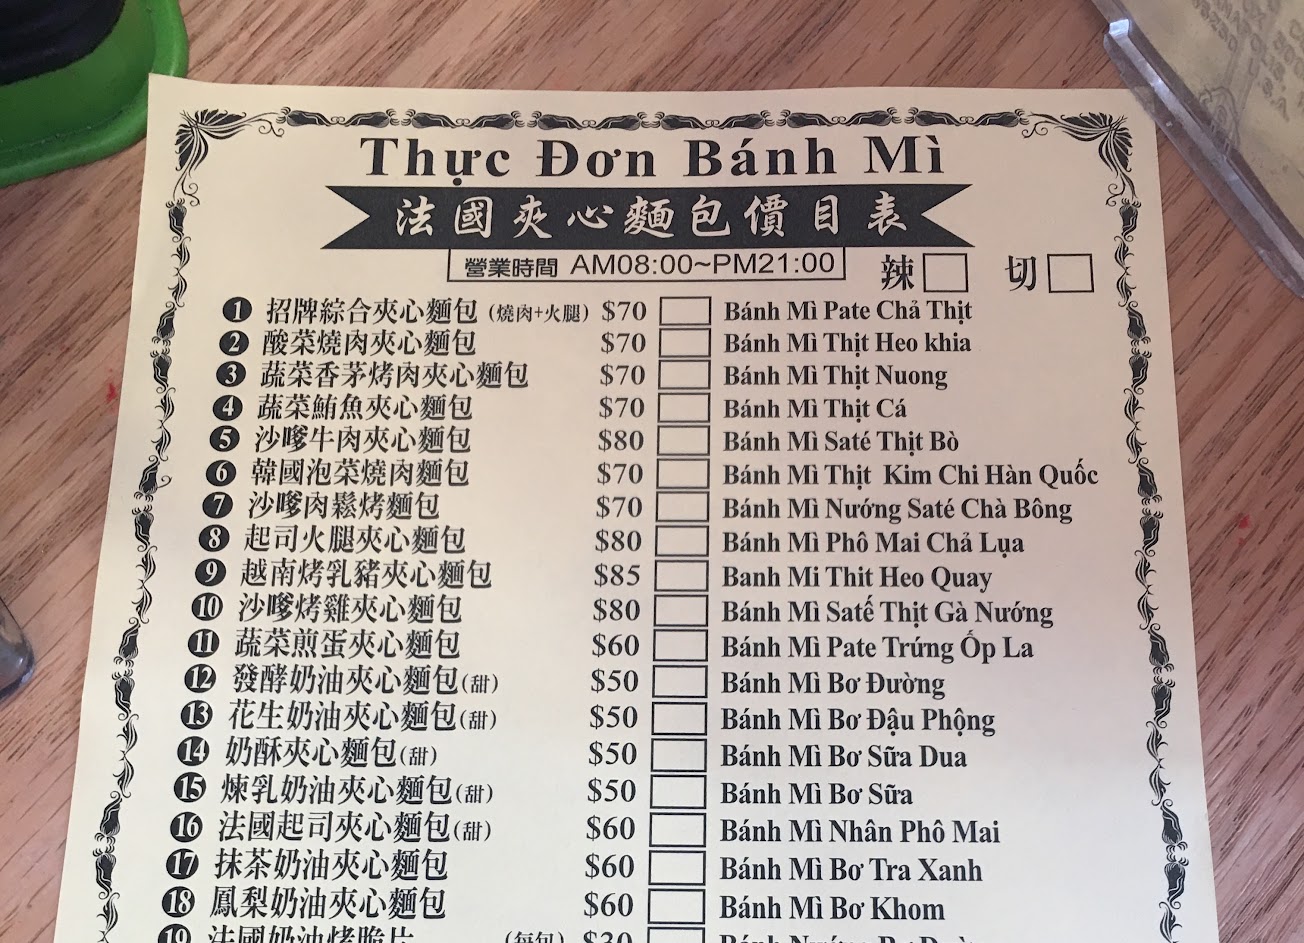 Thực Đơn Bánh Mì
法國夾心麵包價目表
營業時間 AM08:00~PM21:00
辣 切
1 招牌綜合夾心麵包 (燒肉+火腿) $70 Bánh Mì Pate Chả Thịt
2 酸菜燒肉夾心麵包 $70 Bánh Mì Thịt Heo khia
3 蔬菜香茅烤肉夾心麵包 $70 Bánh Mì Thịt Nuong
4 蔬菜鮪魚夾心麵包 $70 Bánh Mì Thịt Cá
5 沙嗲牛肉夾心麵包 $80 Bánh Mì Saté Thịt Bò
6 韓國泡菜燒肉麵包 $70 Bánh Mì Thịt Kim Chi Hàn Quốc
7 沙嗲肉鬆烤麵包 $70 Bánh Mì Nướng Saté Chà Bông
8 起司火腿夾心麵包 $80 Bánh Mì Phô Mai Chả Lụa
9 越南烤乳豬夾心麵包 $85 Banh Mi Thit Heo Quay
10 沙嗲烤雞夾心麵包 $80 Bánh Mì Satế Thịt Gà Nướng
11 蔬菜煎蛋夾心麵包 $60 Bánh Mì Pate Trứng Ốp La
12 發酵奶油夾心麵包(甜) $50 Bánh Mì Bơ Đường
13 花生奶油夾心麵包(甜) $50 Bánh Mì Bơ Đậu Phộng
14 奶酥夾心麵包(甜) $50 Bánh Mì Bơ Sữa Dua
15 煉乳奶油夾心麵包(甜) $50 Bánh Mì Bơ Sữa
16 法國起司夾心麵包(甜) $60 Bánh Mì Nhân Phô Mai
17 抹茶奶油夾心麵包 $60 Bánh Mì Bơ Tra Xanh
18 鳳梨奶油夾心麵包 $60 Bánh Mì Bơ Khom
19 法國奶油烤脆片 (每包) $30 Bánh Nướng